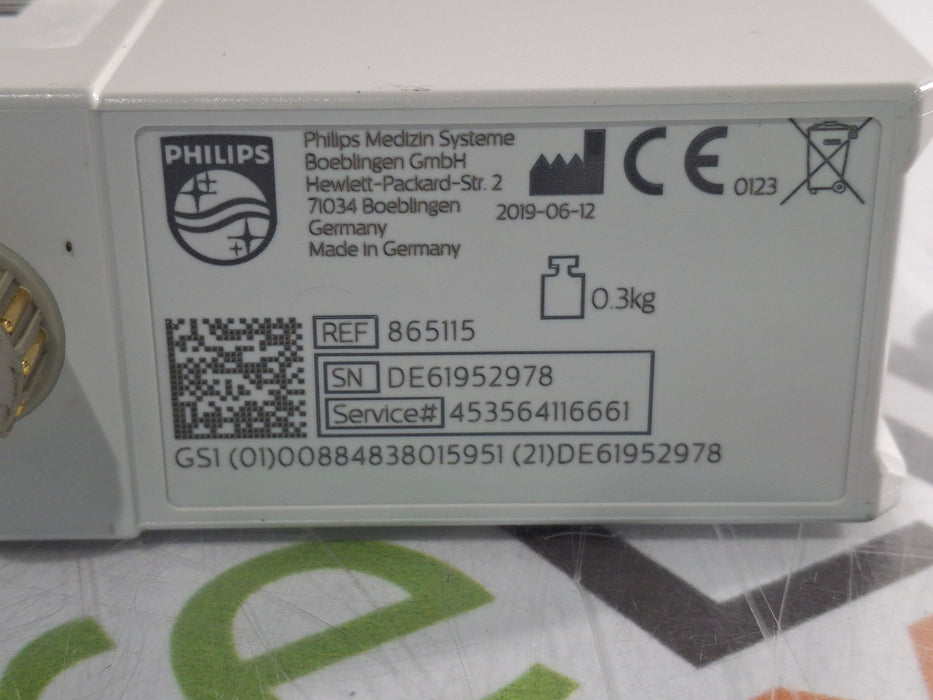 PHILIPS
Philips Medizin Systeme
Boeblingen GmbH
Hewlett-Packard-Str. 2
71034 Boeblingen
Germany
Made in Germany
2019-06-12
CE 0123
0.3kg
REF 865115
SN DE61952978
Service# 453564116661
GS1 (01)00884838015951 (21)DE61952978